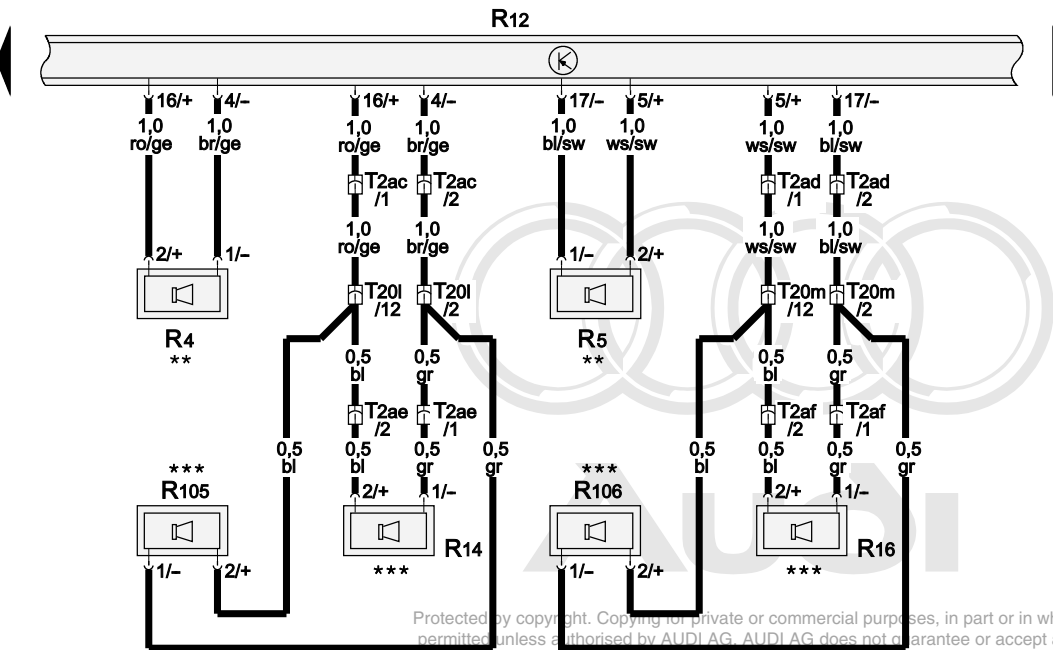 R12
16/+ 4/– 16/+ 4/– 17/– 5/+ 5/+ 17/–
1,0 1,0 1,0 1,0 1,0 1,0 1,0 1,0
ro/ge br/ge ro/ge br/ge bl/sw ws/sw ws/sw bl/sw
T2ac T2ac T2ad T2ad
/1 /2 /1 /2
1,0 1,0 1,0 1,0
ro/ge br/ge ws/sw bl/sw
2/+ 1/– 1/– 2/+
T20l T20l T20m T20m
/12 /2 /12 /2
R4 R5
** **
0,5 0,5 0,5 0,5
bl gr bl gr
T2ae T2ae T2af T2af
/2 /1 /2 /1
0,5 0,5 0,5 0,5 0,5 0,5 0,5 0,5
bl bl gr gr bl bl gr gr
*** ***
R105 R106
2/+ 1/– 2/+ 1/–
R14 R16
1/– 2/+ *** 1/– 2/+ ***
Audi
Protected by copyright. Copying for private or commercial purposes, in part or in wh
permitted unless authorised by AUDI AG. AUDI AG does not guarantee or accept